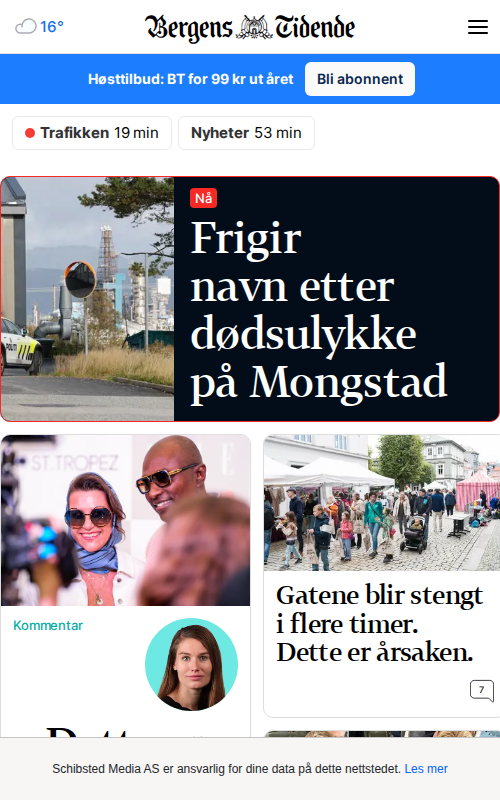 16°
Bergens Tidende
Høsttilbud: BT for 99 kr ut året
Bli abonnent
Trafikken 19 min
Nyheter 53 min
Nå
Frigir
navn etter
dødsulykke
på Mongstad
POLITI
ST.TROPEZ
Kommentar
Gatene blir stengt
i flere timer.
Dette er årsaken.
7
Schibsted Media AS er ansvarlig for dine data på dette nettstedet. Les mer